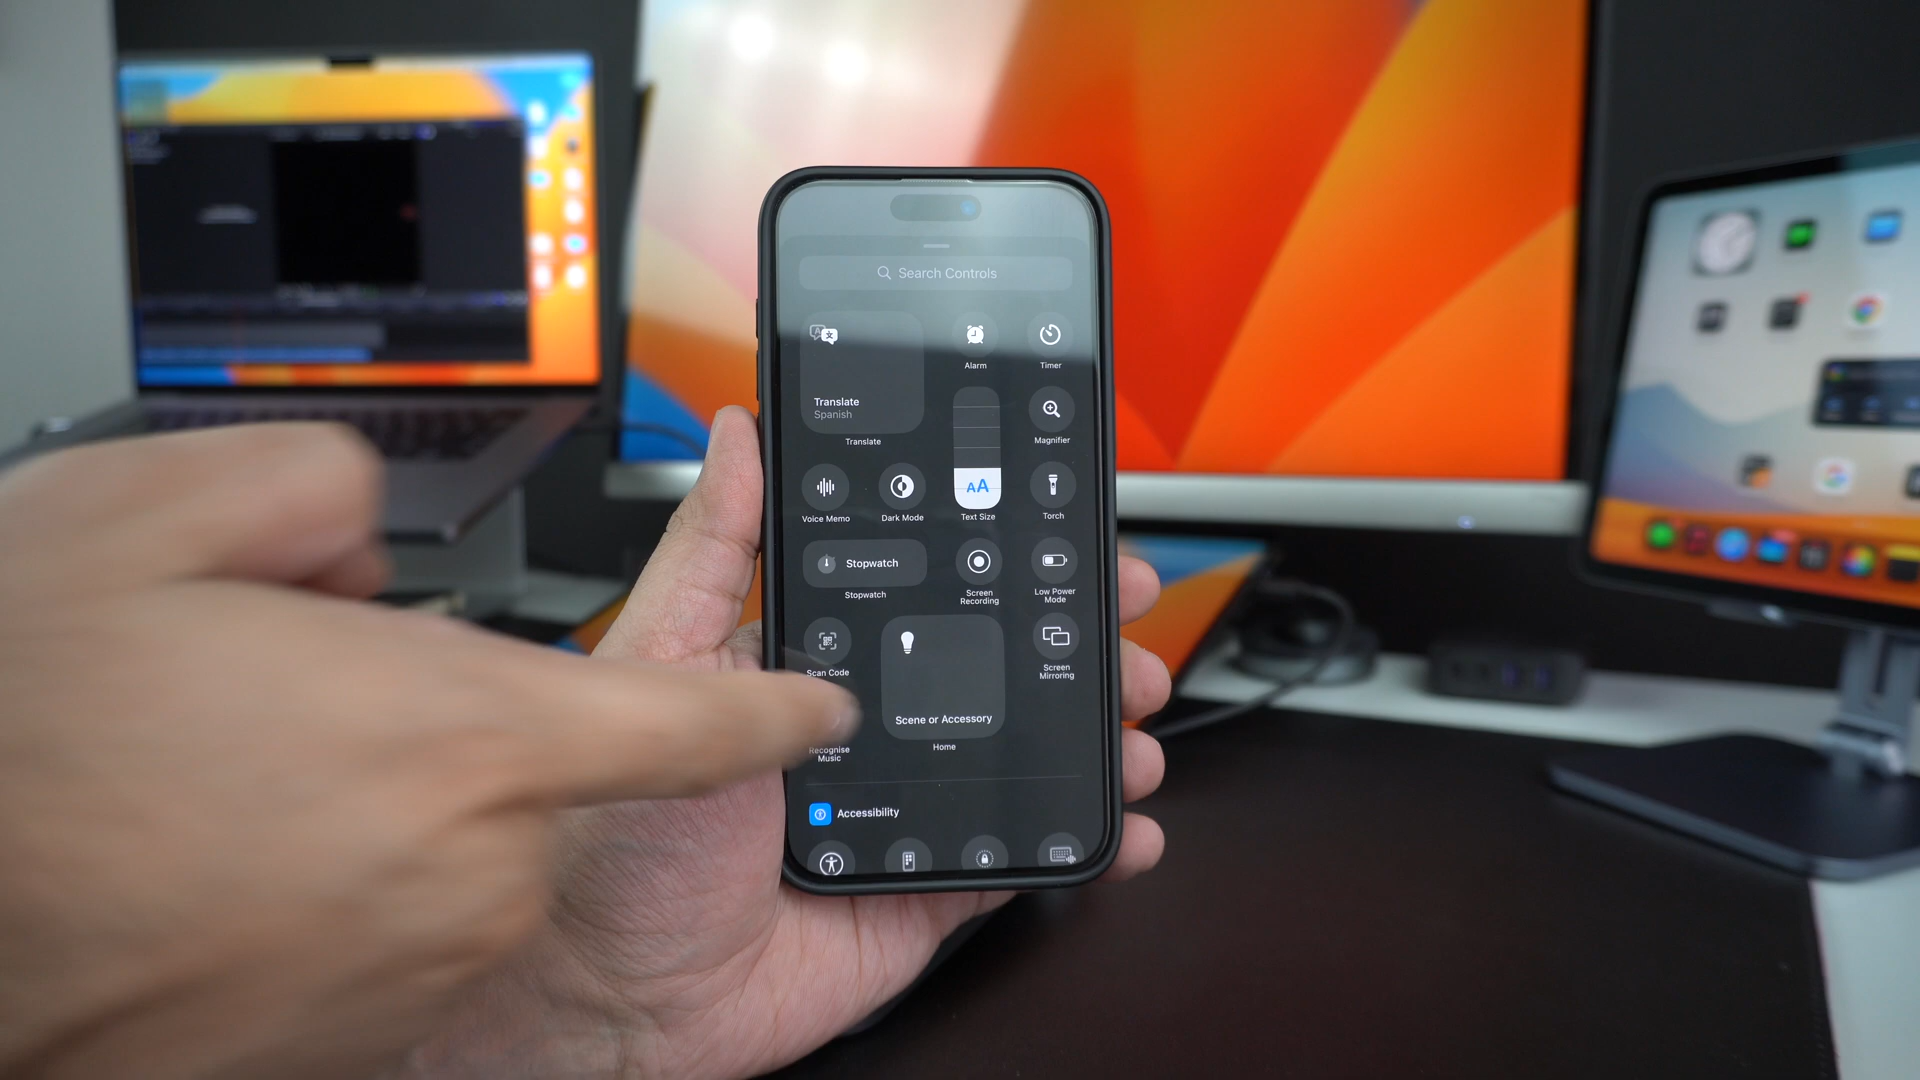 Search Controls
Translate
Spanish
Translate
Alarm
Timer
Magnifier
Voice Memo
Dark Mode
AA
Text Size
Torch
Stopwatch
Stopwatch
Screen
Recording
Low Power
Mode
Scan Code
Scene or Accessory
Home
Screen
Mirroring
Recognise
Music
Accessibility